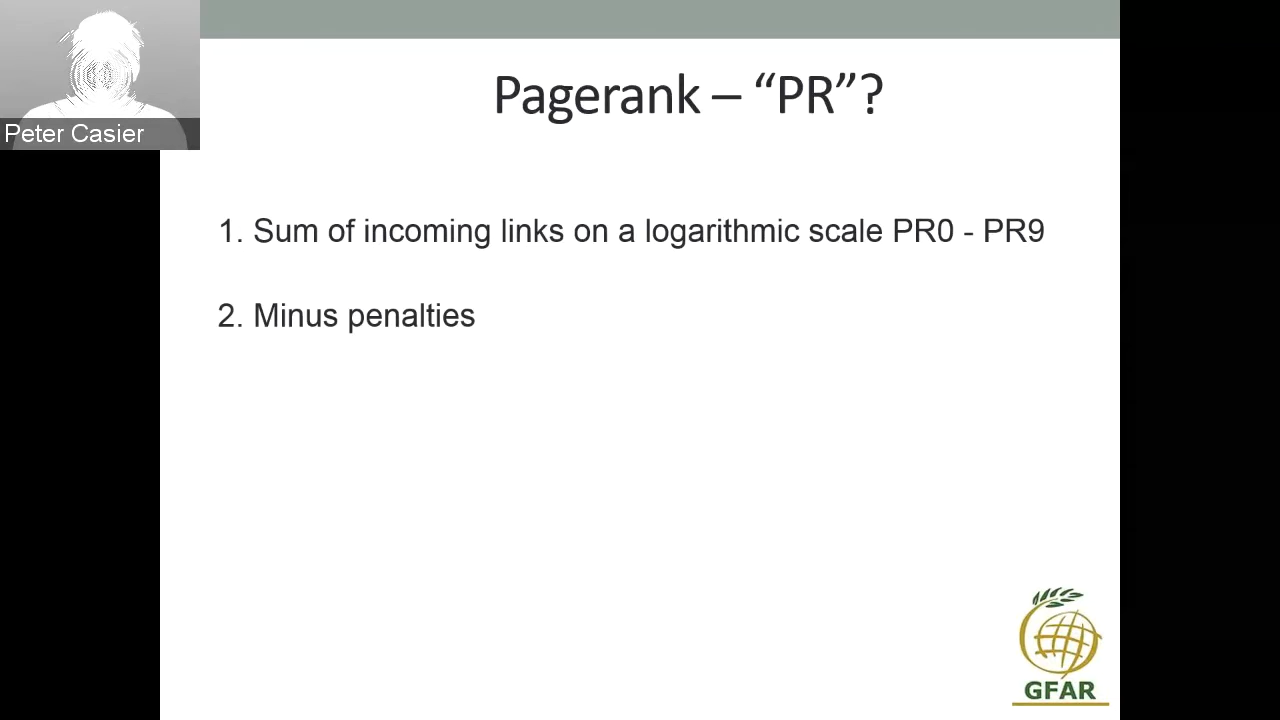 Peter Casier
Pagerank – “PR”?
1. Sum of incoming links on a logarithmic scale PR0 - PR9
2. Minus penalties
GFAR